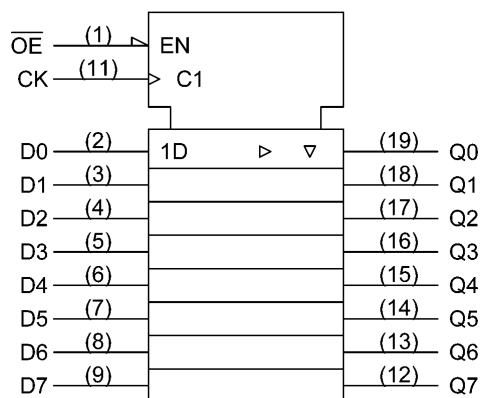 O̅E̅ (1) EN
CK (11) C1
D0 (2) 1D (19) Q0
D1 (3) (18) Q1
D2 (4) (17) Q2
D3 (5) (16) Q3
D4 (6) (15) Q4
D5 (7) (14) Q5
D6 (8) (13) Q6
D7 (9) (12) Q7